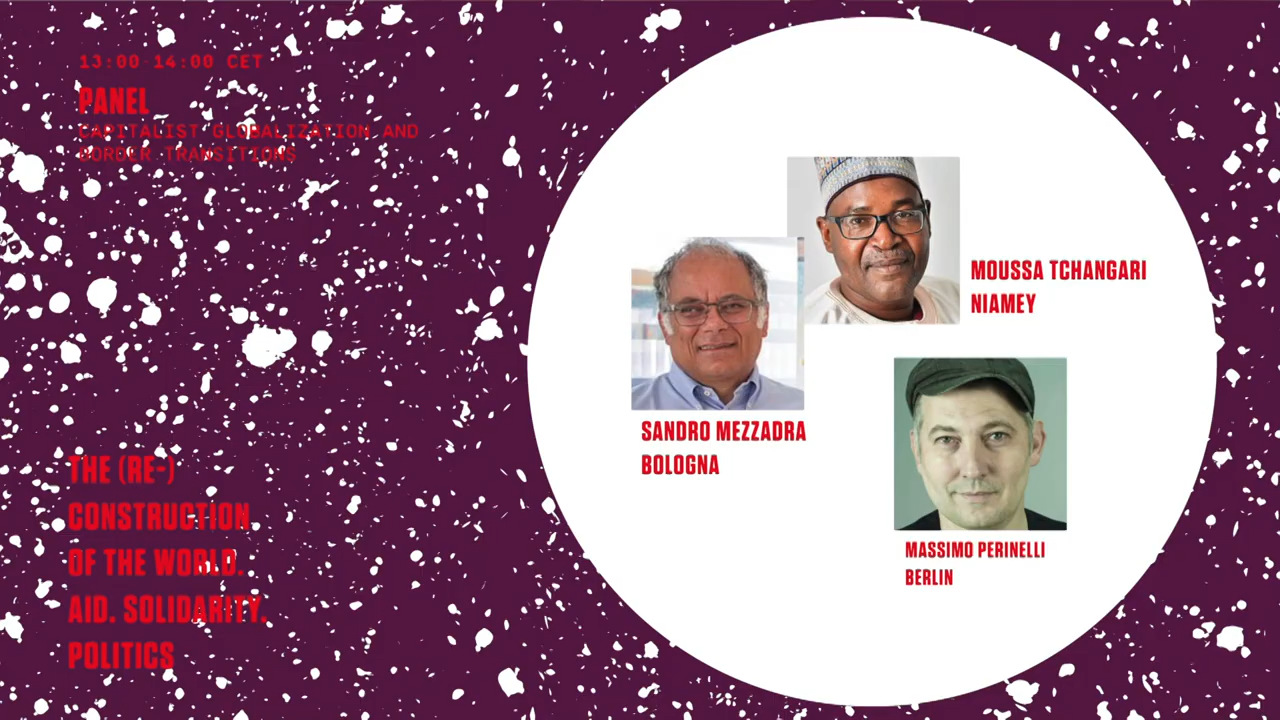 13:00-14:00 CET
PANEL
CAPITALIST GLOBALIZATION AND
BORDER TRANSITIONS
MOUSSA TCHANGARI
NIAMEY
SANDRO MEZZADRA
BOLOGNA
MASSIMO PERINELLI
BERLIN
THE (RE-)
CONSTRUCTION
OF THE WORLD.
AID. SOLIDARITY.
POLITICS